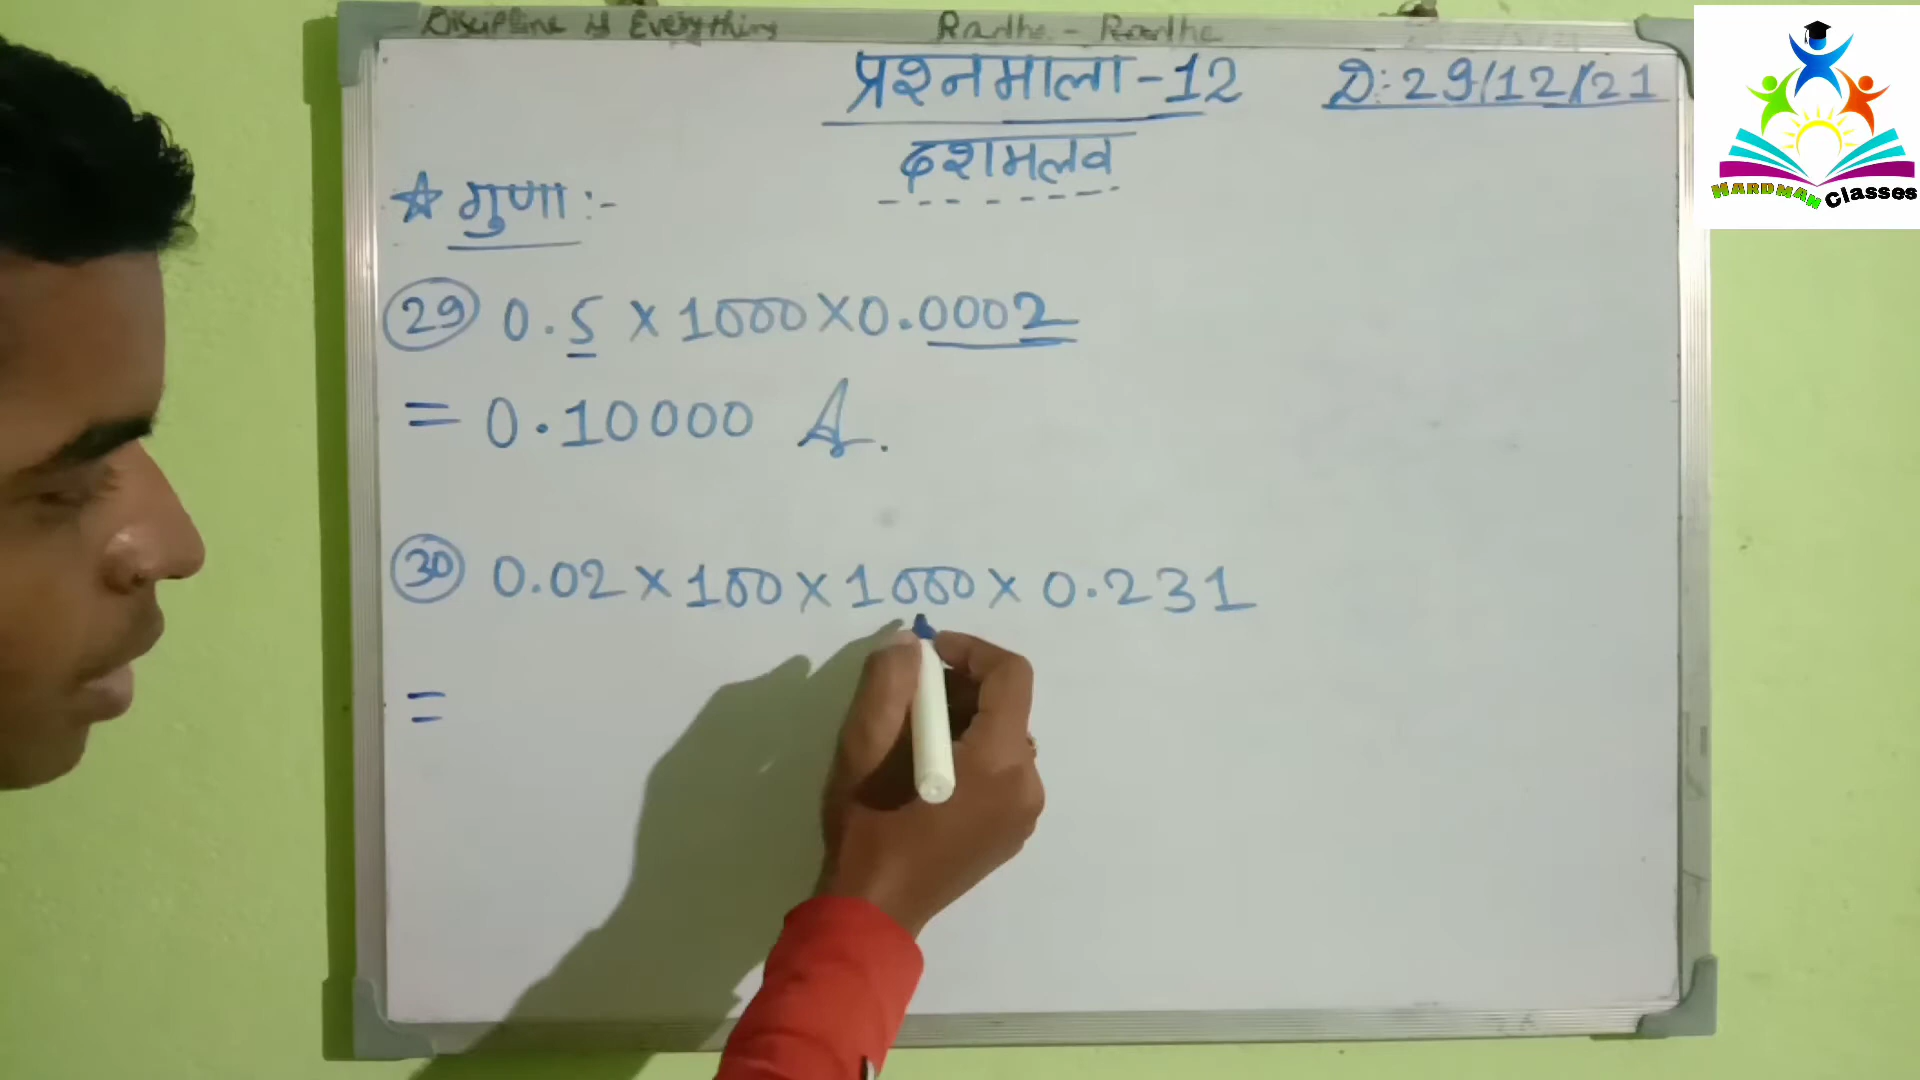 Discipline is Everything Radhe - Radhe
प्रश्नमाला - 12 D: 29/12/21
दशमलव
☆ गुणा :-
29 0.5 × 1000 × 0.0002
= 0.10000 A.
30 0.02 × 100 × 1000 × 0.231
=
HARDMAN Classes